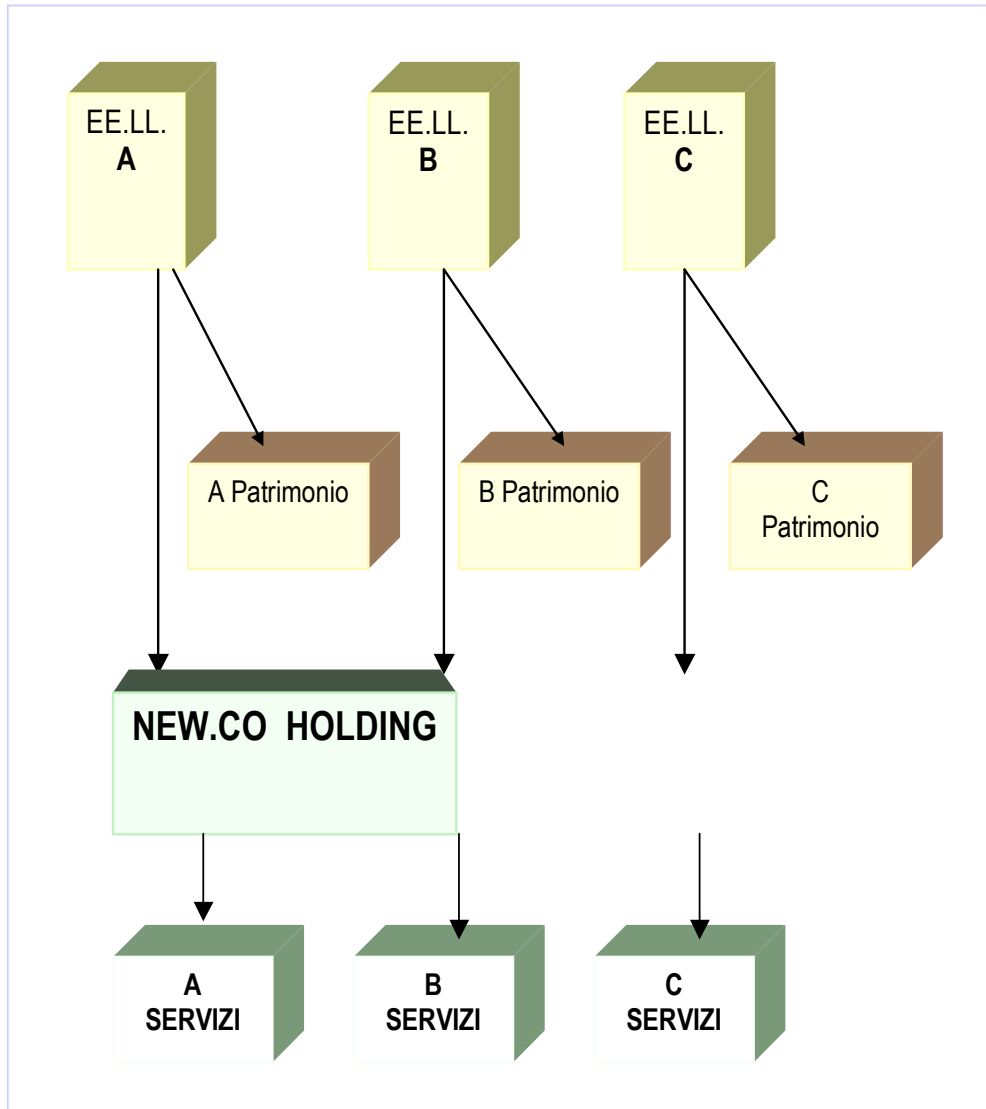 EE.LL.
A
EE.LL.
B
EE.LL.
C
A Patrimonio
B Patrimonio
C
Patrimonio
NEW.CO HOLDING
A
SERVIZI
B
SERVIZI
C
SERVIZI